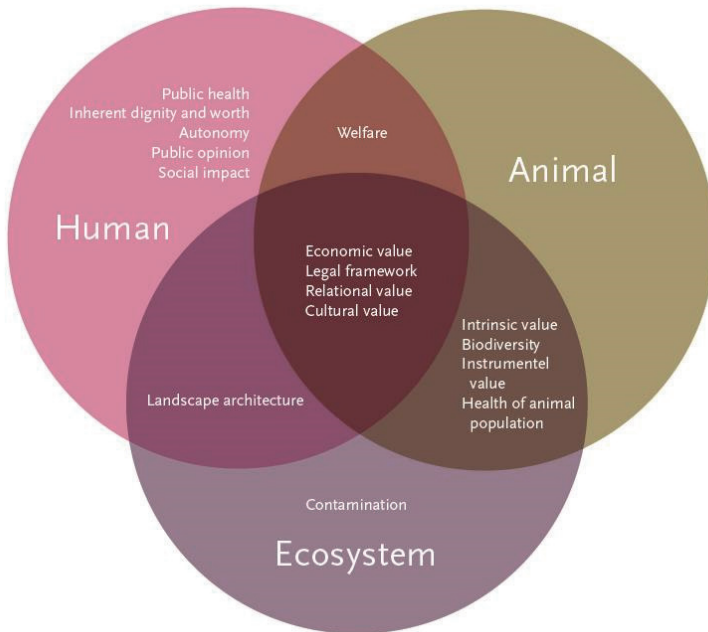 Public health
Inherent dignity and worth
Autonomy
Public opinion
Social impact
Human
Welfare
Animal
Economic value
Legal framework
Relational value
Cultural value
Intrinsic value
Biodiversity
Instrumentel
value
Health of animal
population
Landscape architecture
Contamination
Ecosystem